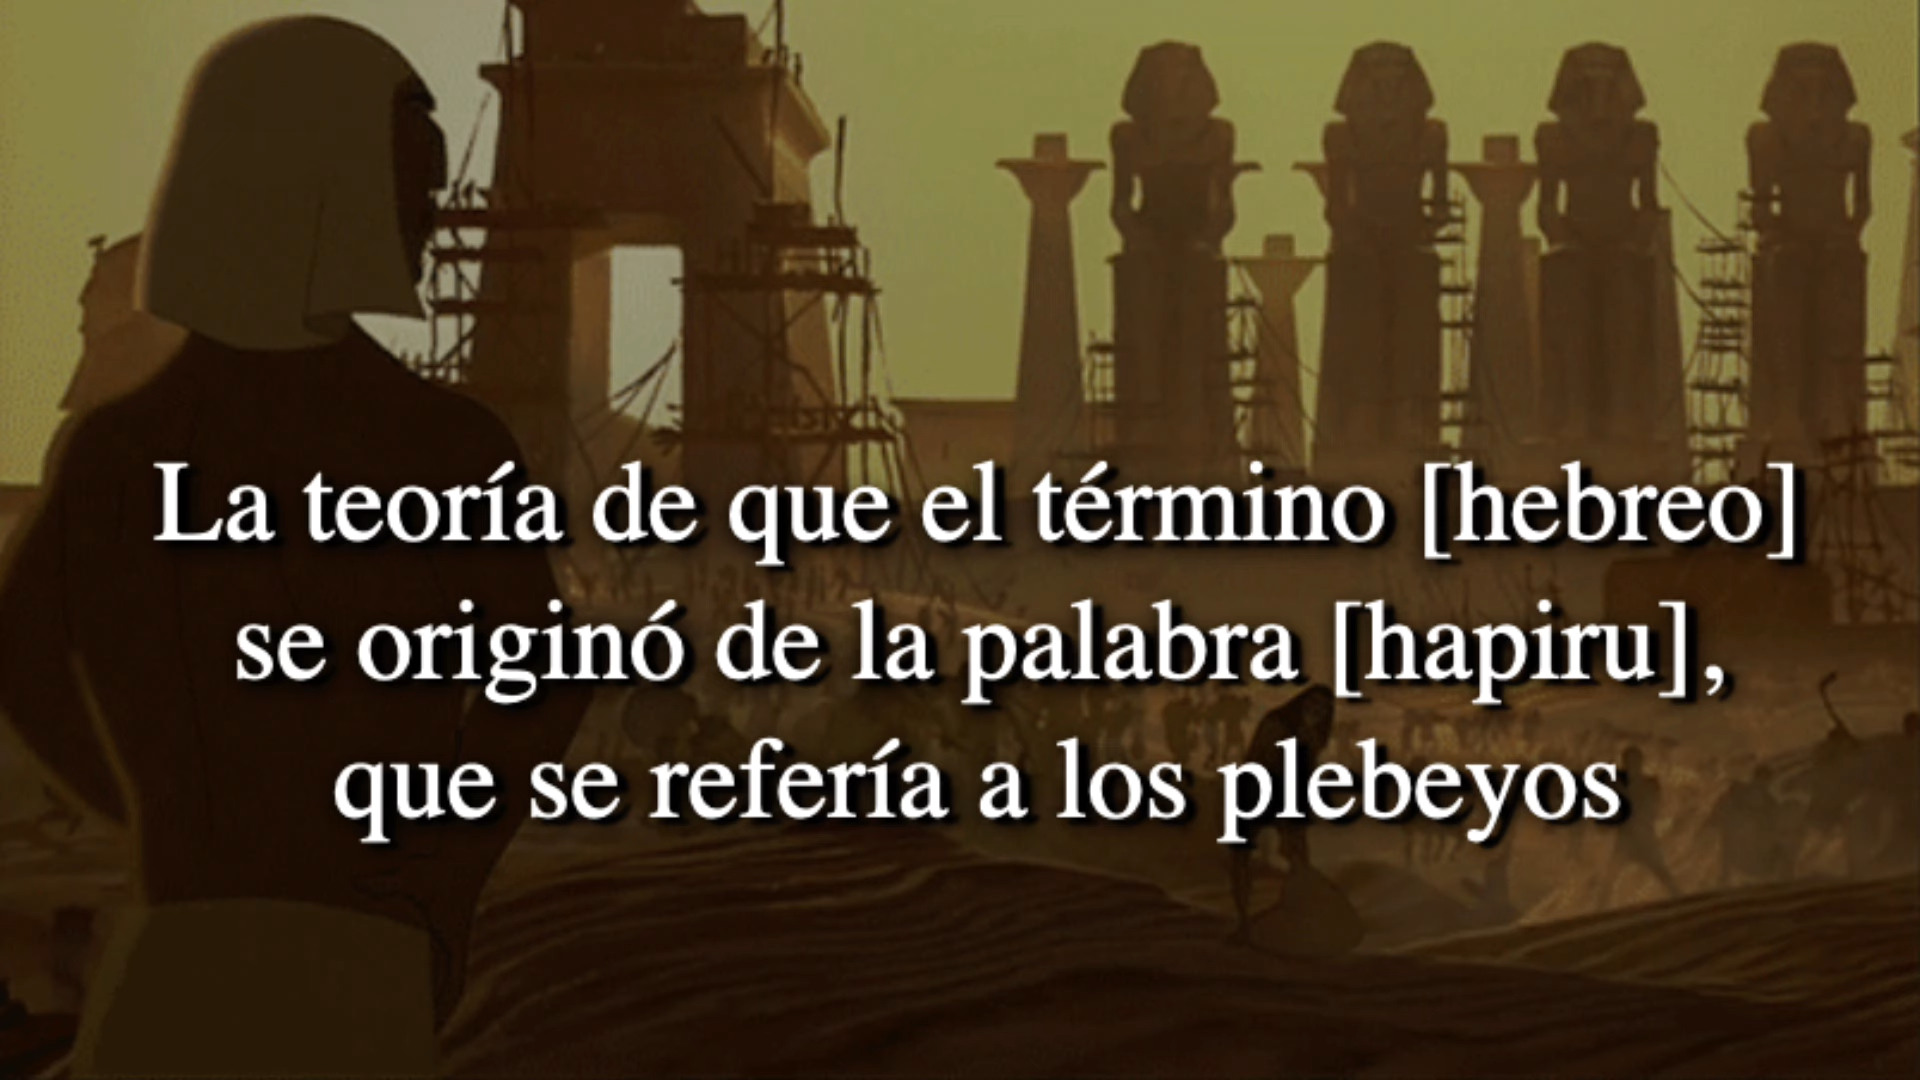 La teoría de que el término [hebreo]
se originó de la palabra [hapiru],
que se refería a los plebeyos